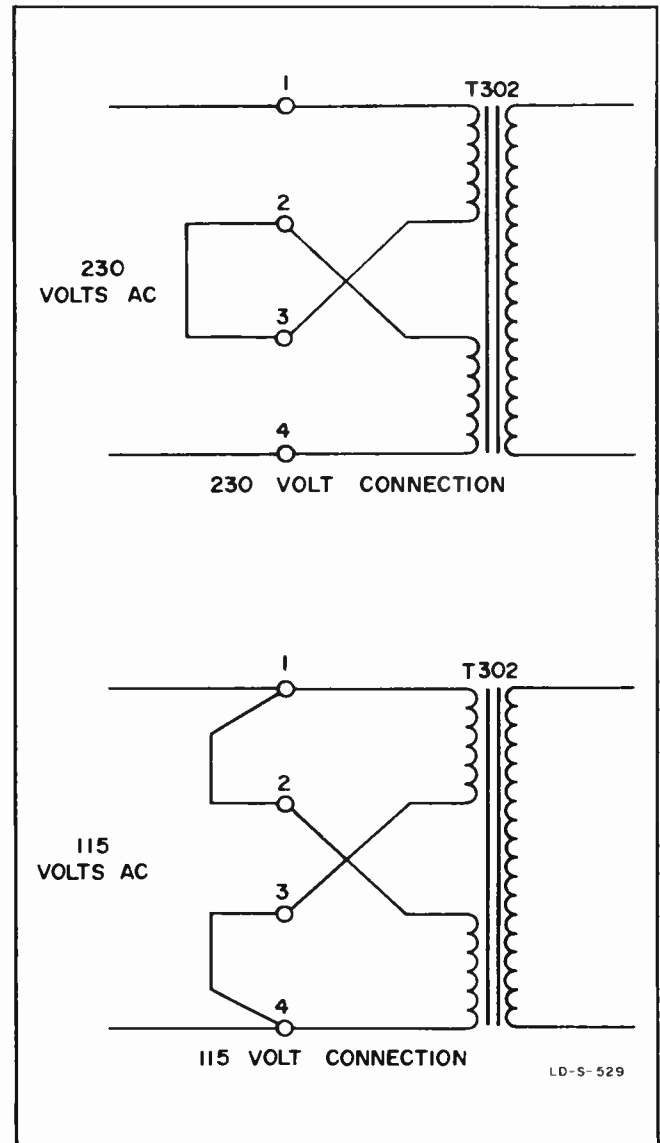 1
T302
2
230
VOLTS AC
3
4
230 VOLT CONNECTION
1
T302
2
115
VOLTS AC
3
4
115 VOLT CONNECTION
LD-S-529